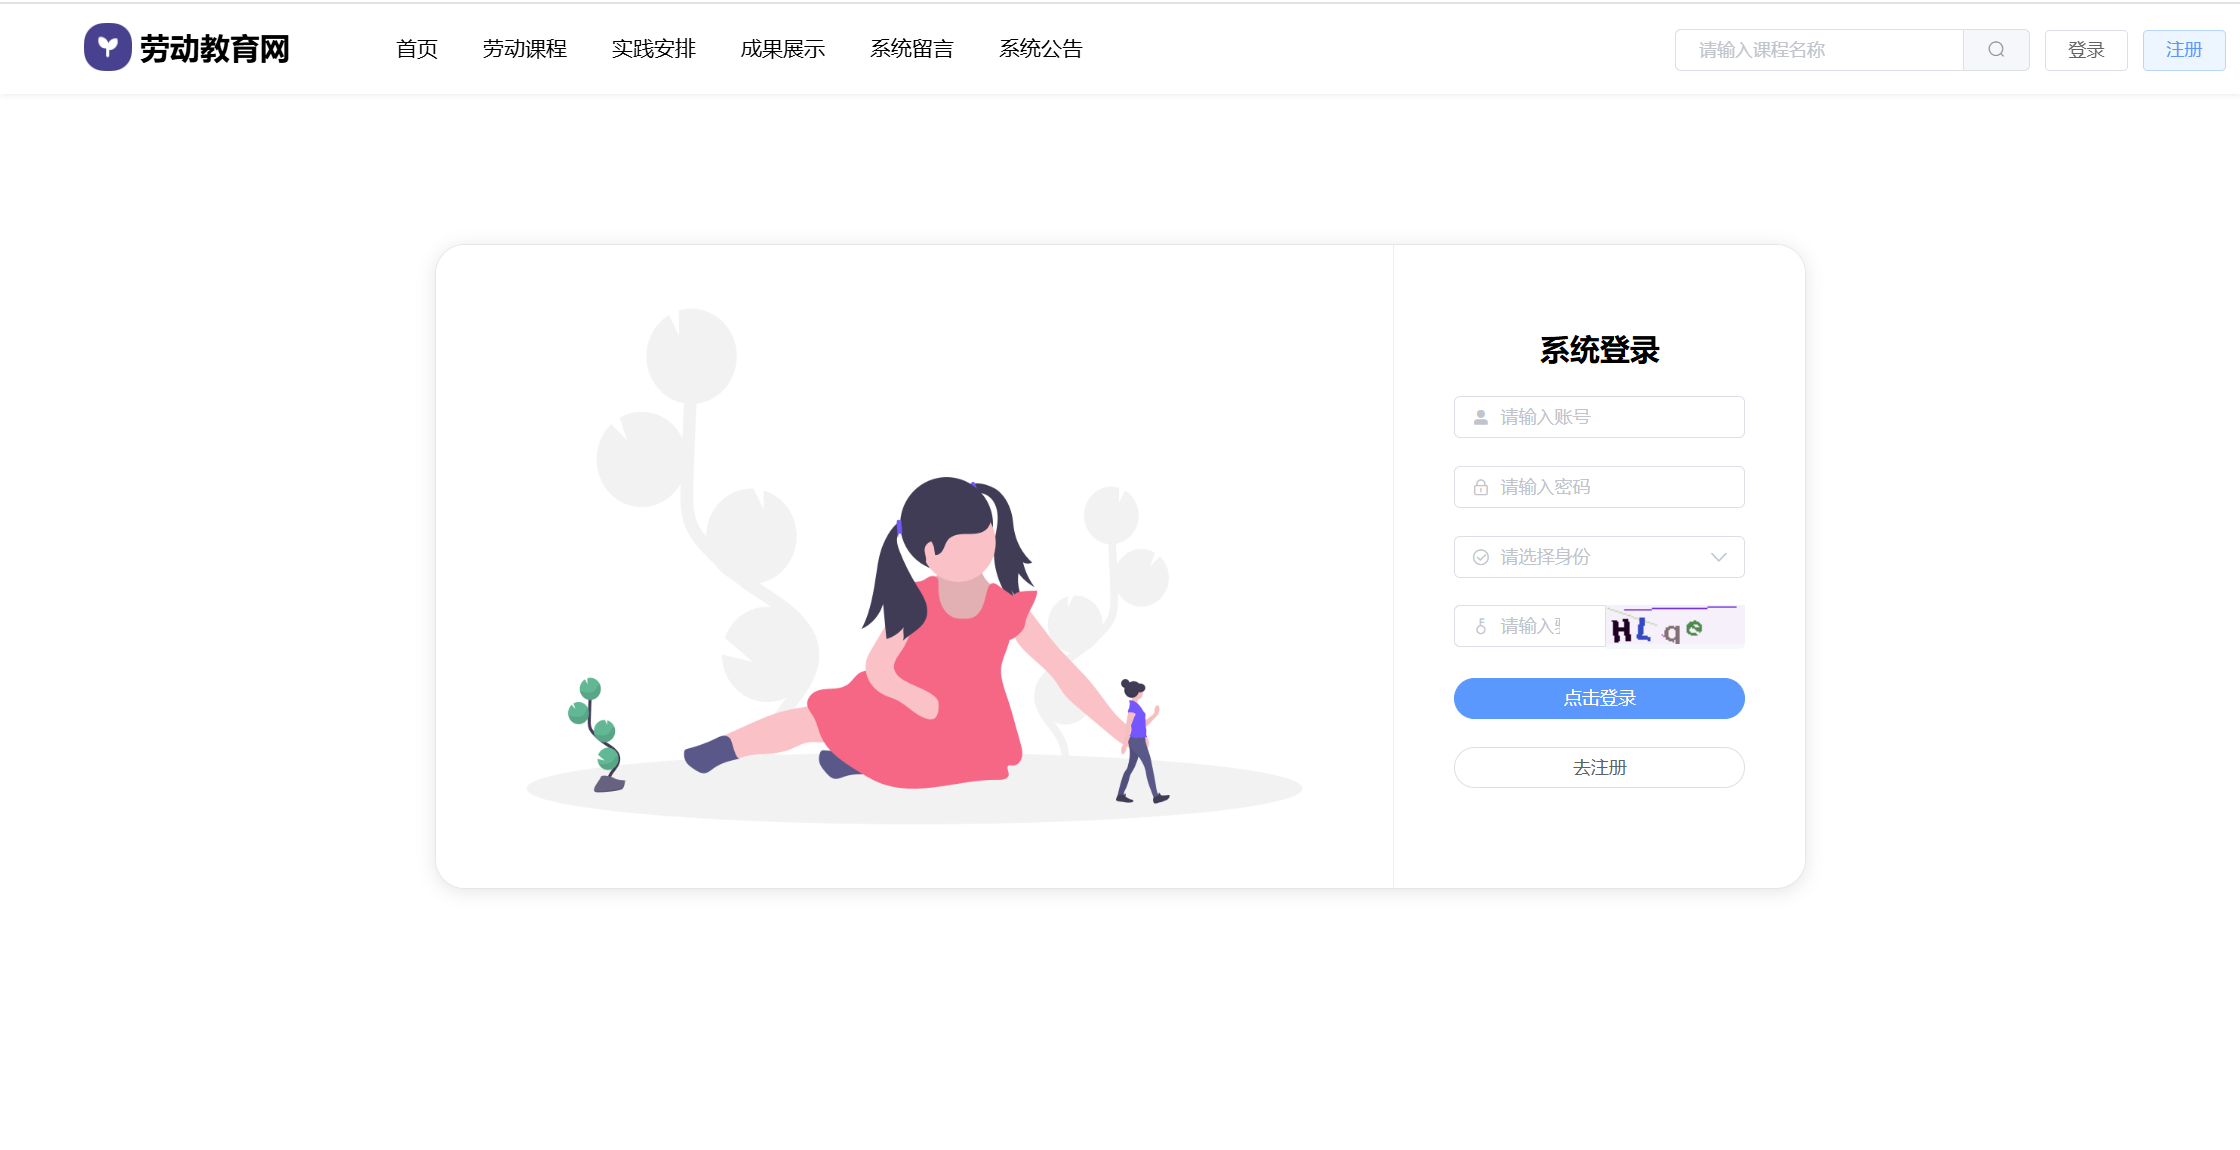 劳动教育网
首页 劳动课程 实践安排 成果展示 系统留言 系统公告
请输入课程名称
登录
注册
系统登录
请输入账号
请输入密码
请选择身份
请输入
HLqe
点击登录
去注册